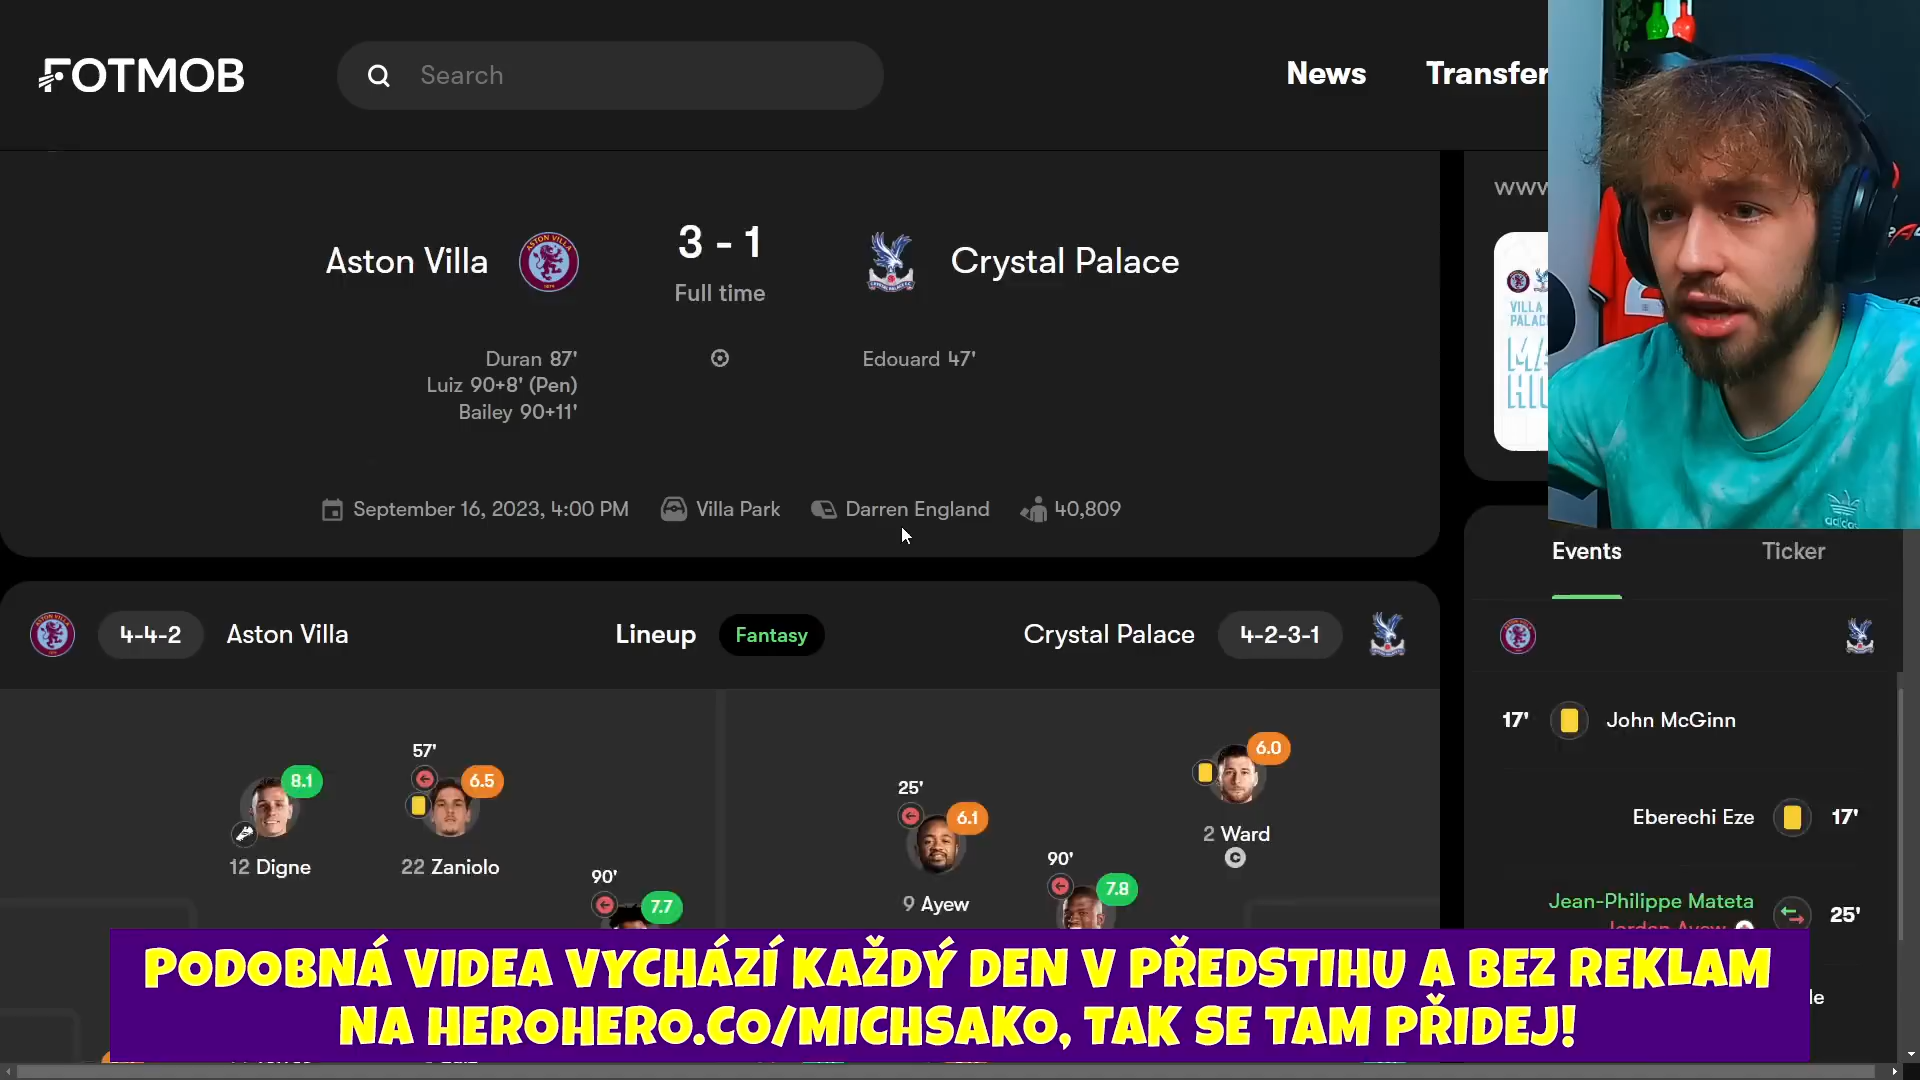 FOTMOB
Search
News
Transfer
Aston Villa
3 - 1
Crystal Palace
Full time
Duran 87'
Luiz 90+8' (Pen)
Bailey 90+11'
Edouard 47'
September 16, 2023, 4:00 PM
Villa Park
Darren England
40,809
www
VILLA
PALAC
adidas
4-4-2
Aston Villa
Lineup
Fantasy
Crystal Palace
4-2-3-1
8.1
12 Digne
57'
6.5
22 Zaniolo
90'
7.7
25'
6.1
9 Ayew
90'
7.8
6.0
2 Ward
C
Events
Ticker
17'
John McGinn
Eberechi Eze
17'
Jean-Philippe Mateta
25'
PODOBNÁ VIDEA VYCHÁZÍ KAŽDÝ DEN V PŘEDSTIHU A BEZ REKLAM
NA HEROHERO.CO/MICHSAKO, TAK SE TAM PŘIDEJ!